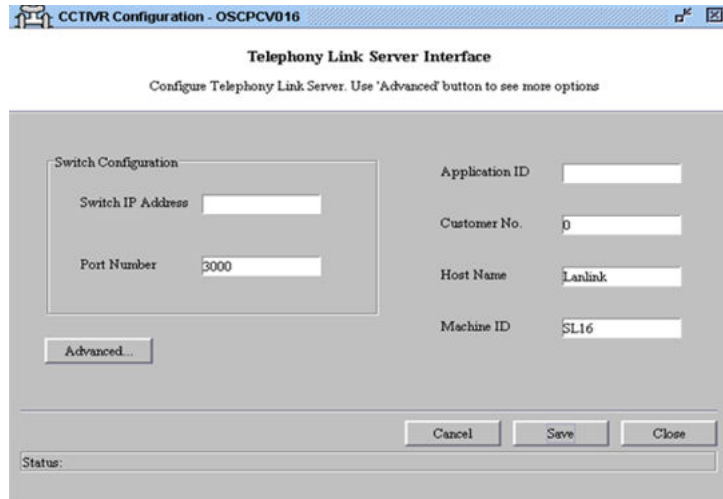 CCTIVR Configuration - OSCPCV016
Telephony Link Server Interface
Configure Telephony Link Server. Use 'Advanced' button to see more options
Switch Configuration
Switch IP Address
Port Number 3000
Advanced...
Application ID
Customer No. 0
Host Name Lanlink
Machine ID SL16
Cancel Save Close
Status: